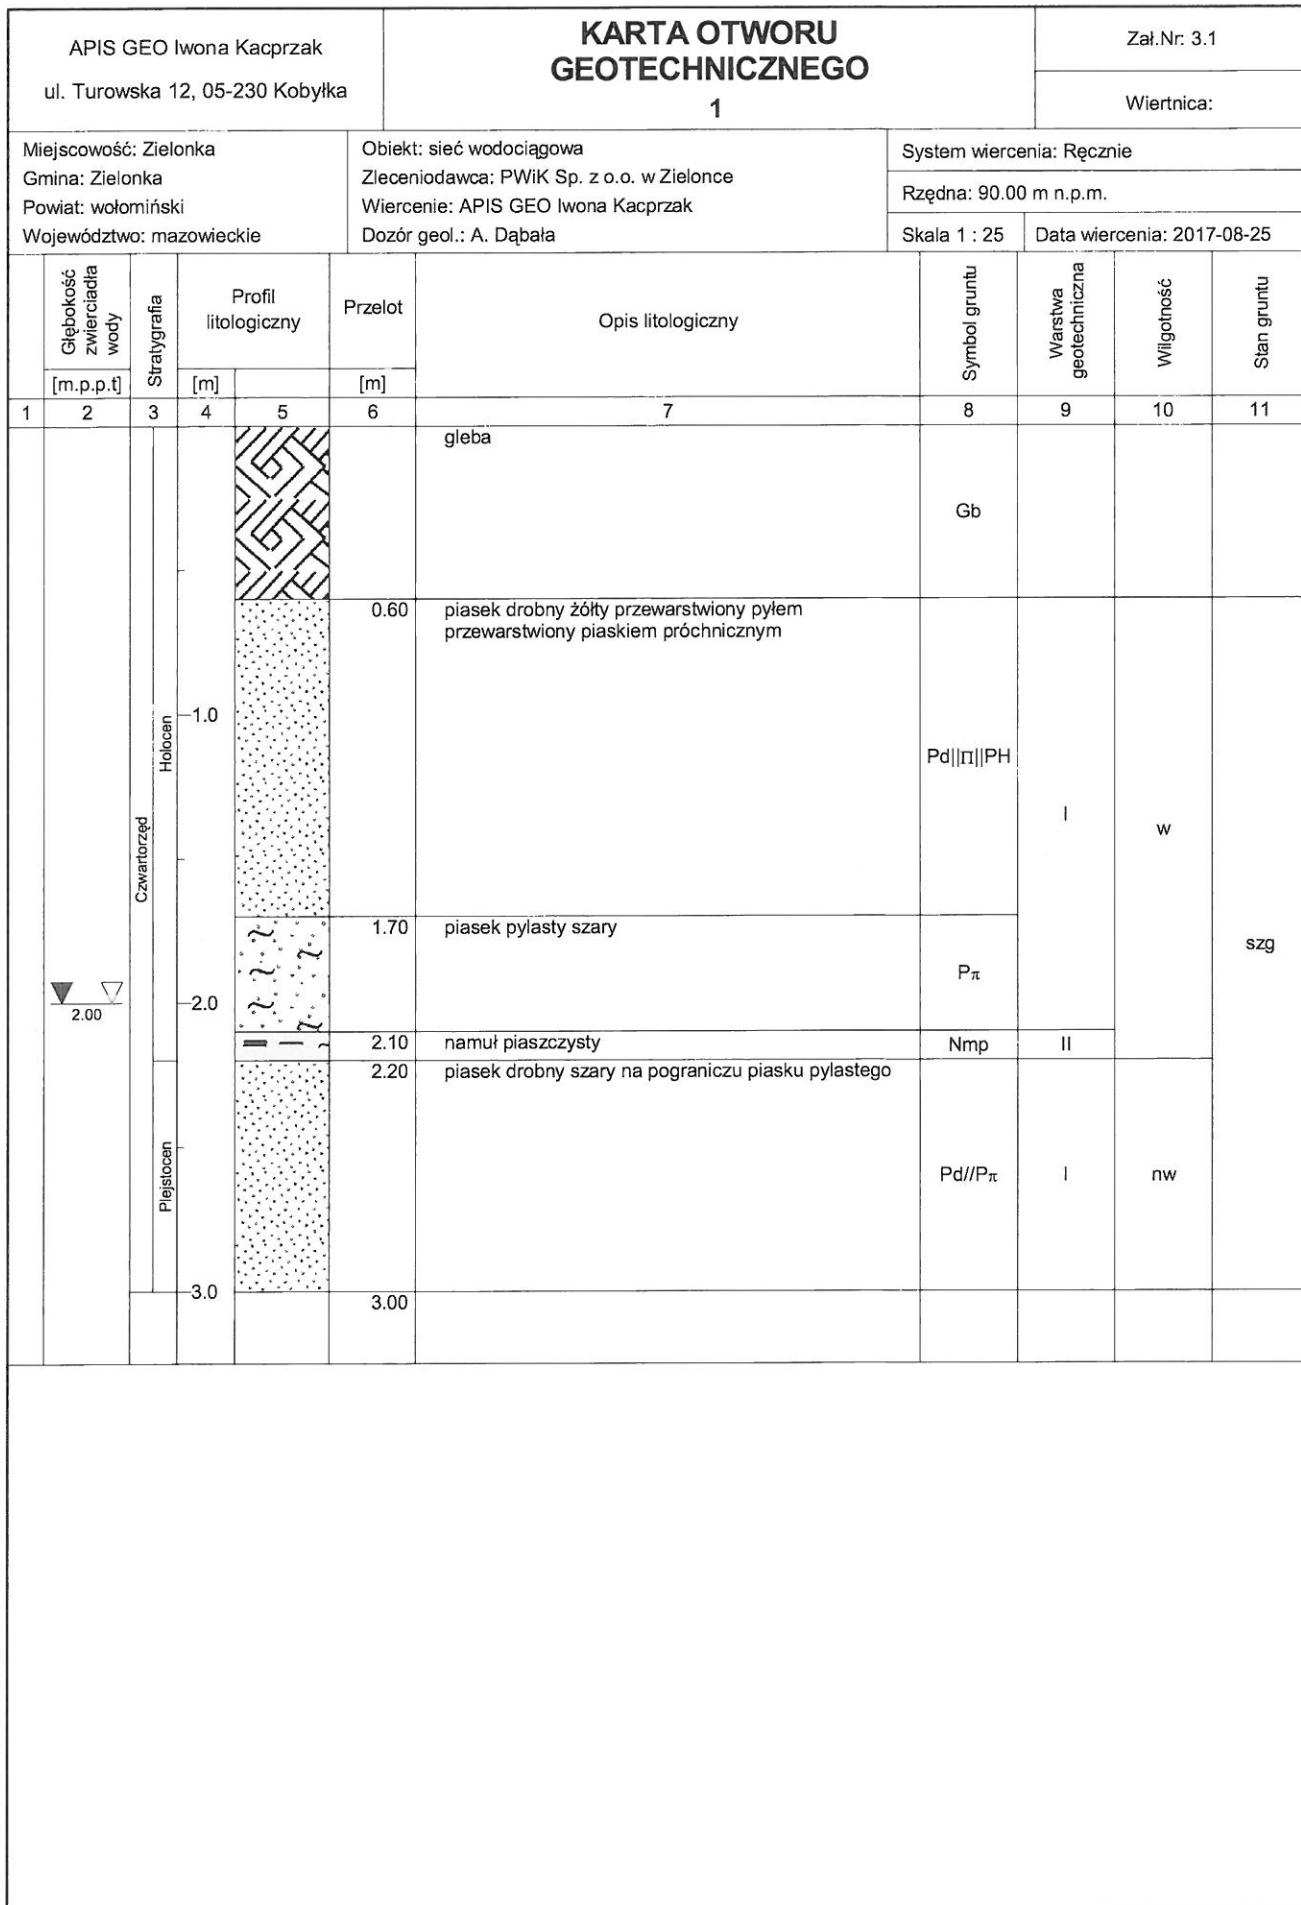 APIS GEO Iwona Kacprzak
ul. Turowska 12, 05-230 Kobyłka
KARTA OTWORU
GEOTECHNICZNEGO
1
Zał.Nr: 3.1
Wiertnica:
Miejscowość: Zielonka
Gmina: Zielonka
Powiat: wołomiński
Województwo: mazowieckie
Obiekt: sieć wodociągowa
Zleceniodawca: PWiK Sp. z o.o. w Zielonce
Wiercenie: APIS GEO Iwona Kacprzak
Dozór geol.: A. Dąbała
System wiercenia: Ręcznie
Rzędna: 90.00 m n.p.m.
Skala 1 : 25
Data wiercenia: 2017-08-25
Głębokość
zwierciadła
wody
[m.p.p.t]
Stratygrafia
Profil
litologiczny
[m]
Przelot
[m]
Opis litologiczny
Symbol gruntu
Warstwa
geotechniczna
Wilgotność
Stan gruntu
1 2 3 4 5 6 7 8 9 10 11
gleba
Gb
0.60
piasek drobny żółty przewarstwiony pyłem
przewarstwiony piaskiem próchnicznym
1.0
Holocen
Pd||Π||PH
I
w
Czwartorzęd
1.70
piasek pylasty szary
Pπ
szg
2.00
2.0
2.10
namuł piaszczysty
Nmp
II
2.20
piasek drobny szary na pograniczu piasku pylastego
Plejstocen
Pd//Pπ
I
nw
3.0
3.00